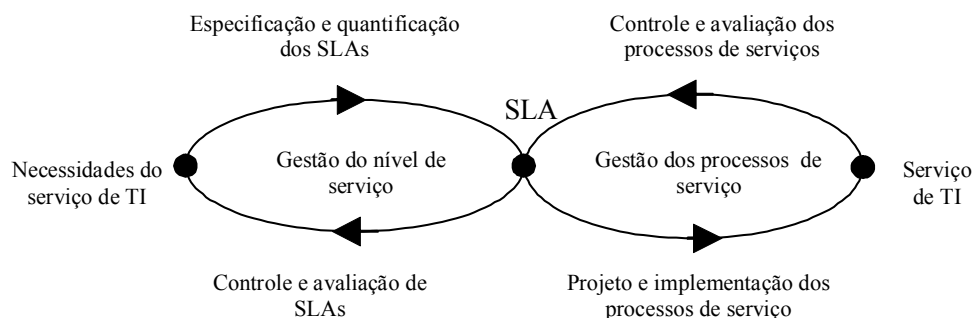 Especificação e quantificação
dos SLAs
Controle e avaliação dos
processos de serviços
SLA
Necessidades do
serviço de TI
Gestão do nível de
serviço
Gestão dos processos de
serviço
Serviço
de TI
Controle e avaliação de
SLAs
Projeto e implementação dos
processos de serviço